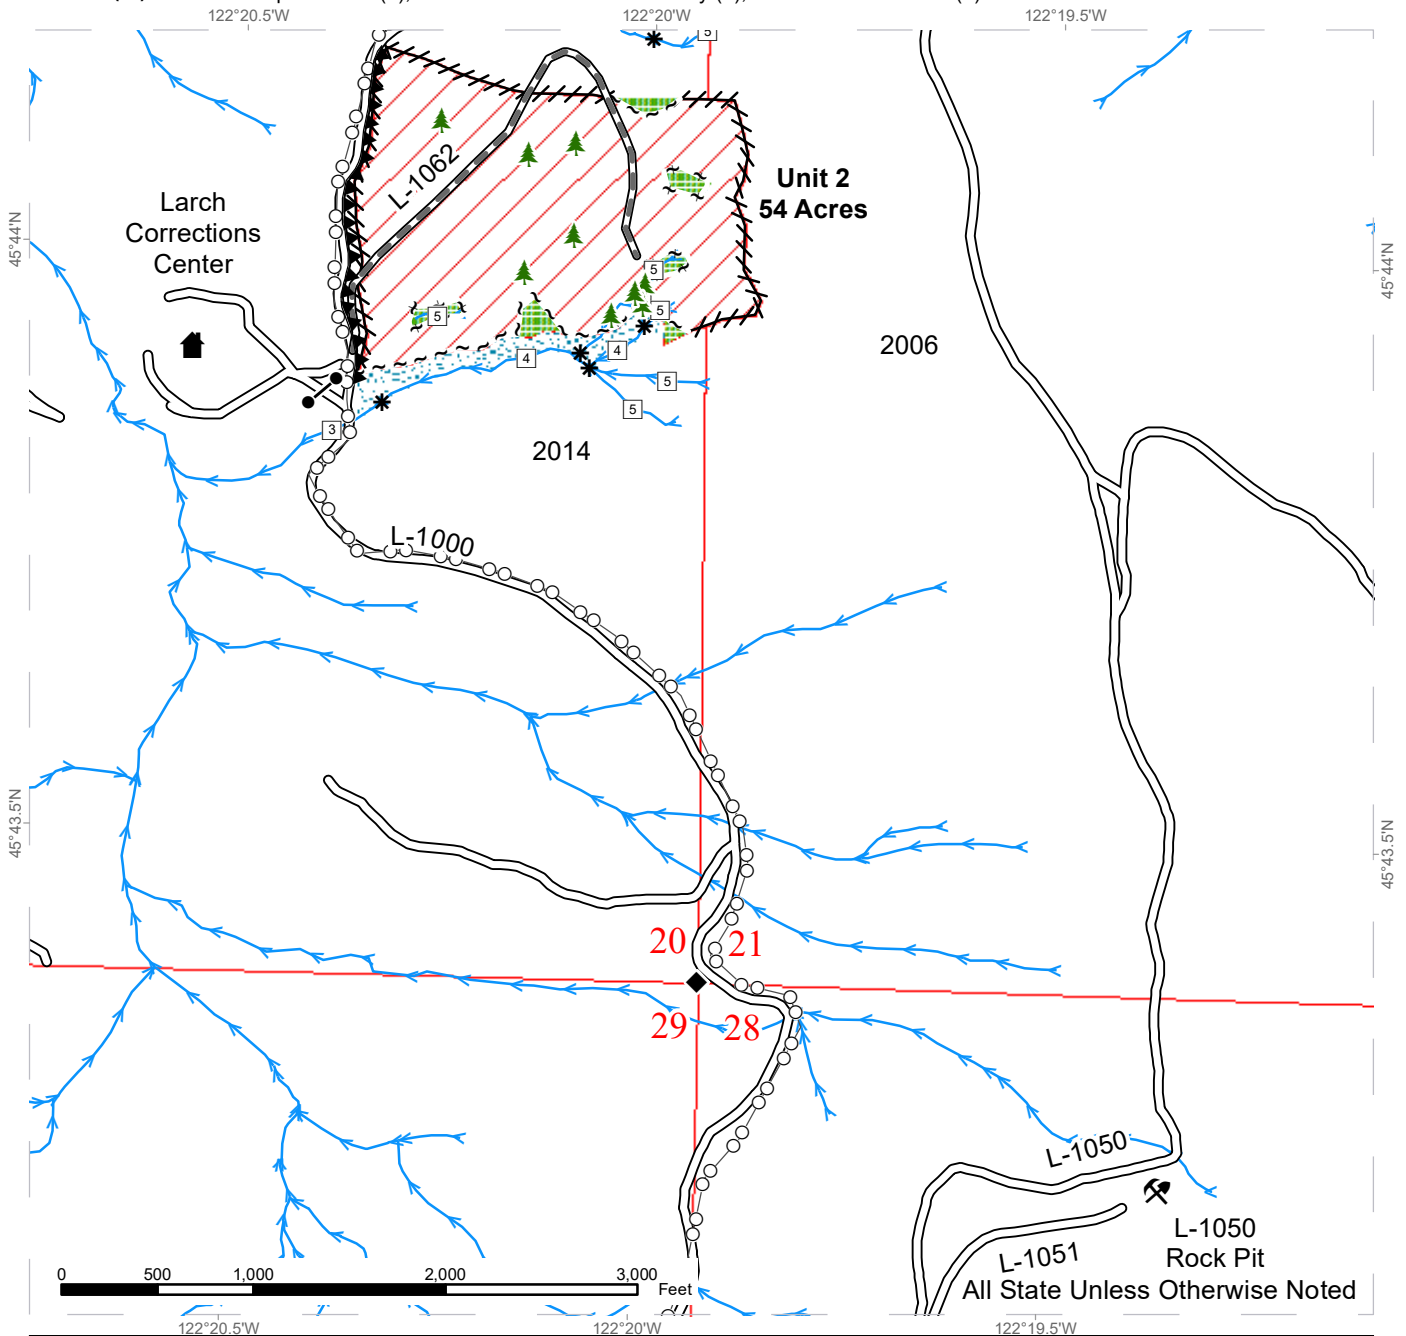 122°20.5'W
122°20'W
122°19.5'W
5
L-1062
Unit 2
54 Acres
Larch
Corrections
Center
45°44'N
45°44'N
5
5
5
4
4
5
5
3
2006
2014
L-1000
45°43.5'N
45°43.5'N
20
21
29
28
L-1050
L-1050
Rock Pit
L-1051
All State Unless Otherwise Noted
0
500
1,000
2,000
3,000
Feet
122°20.5'W
122°20'W
122°19.5'W